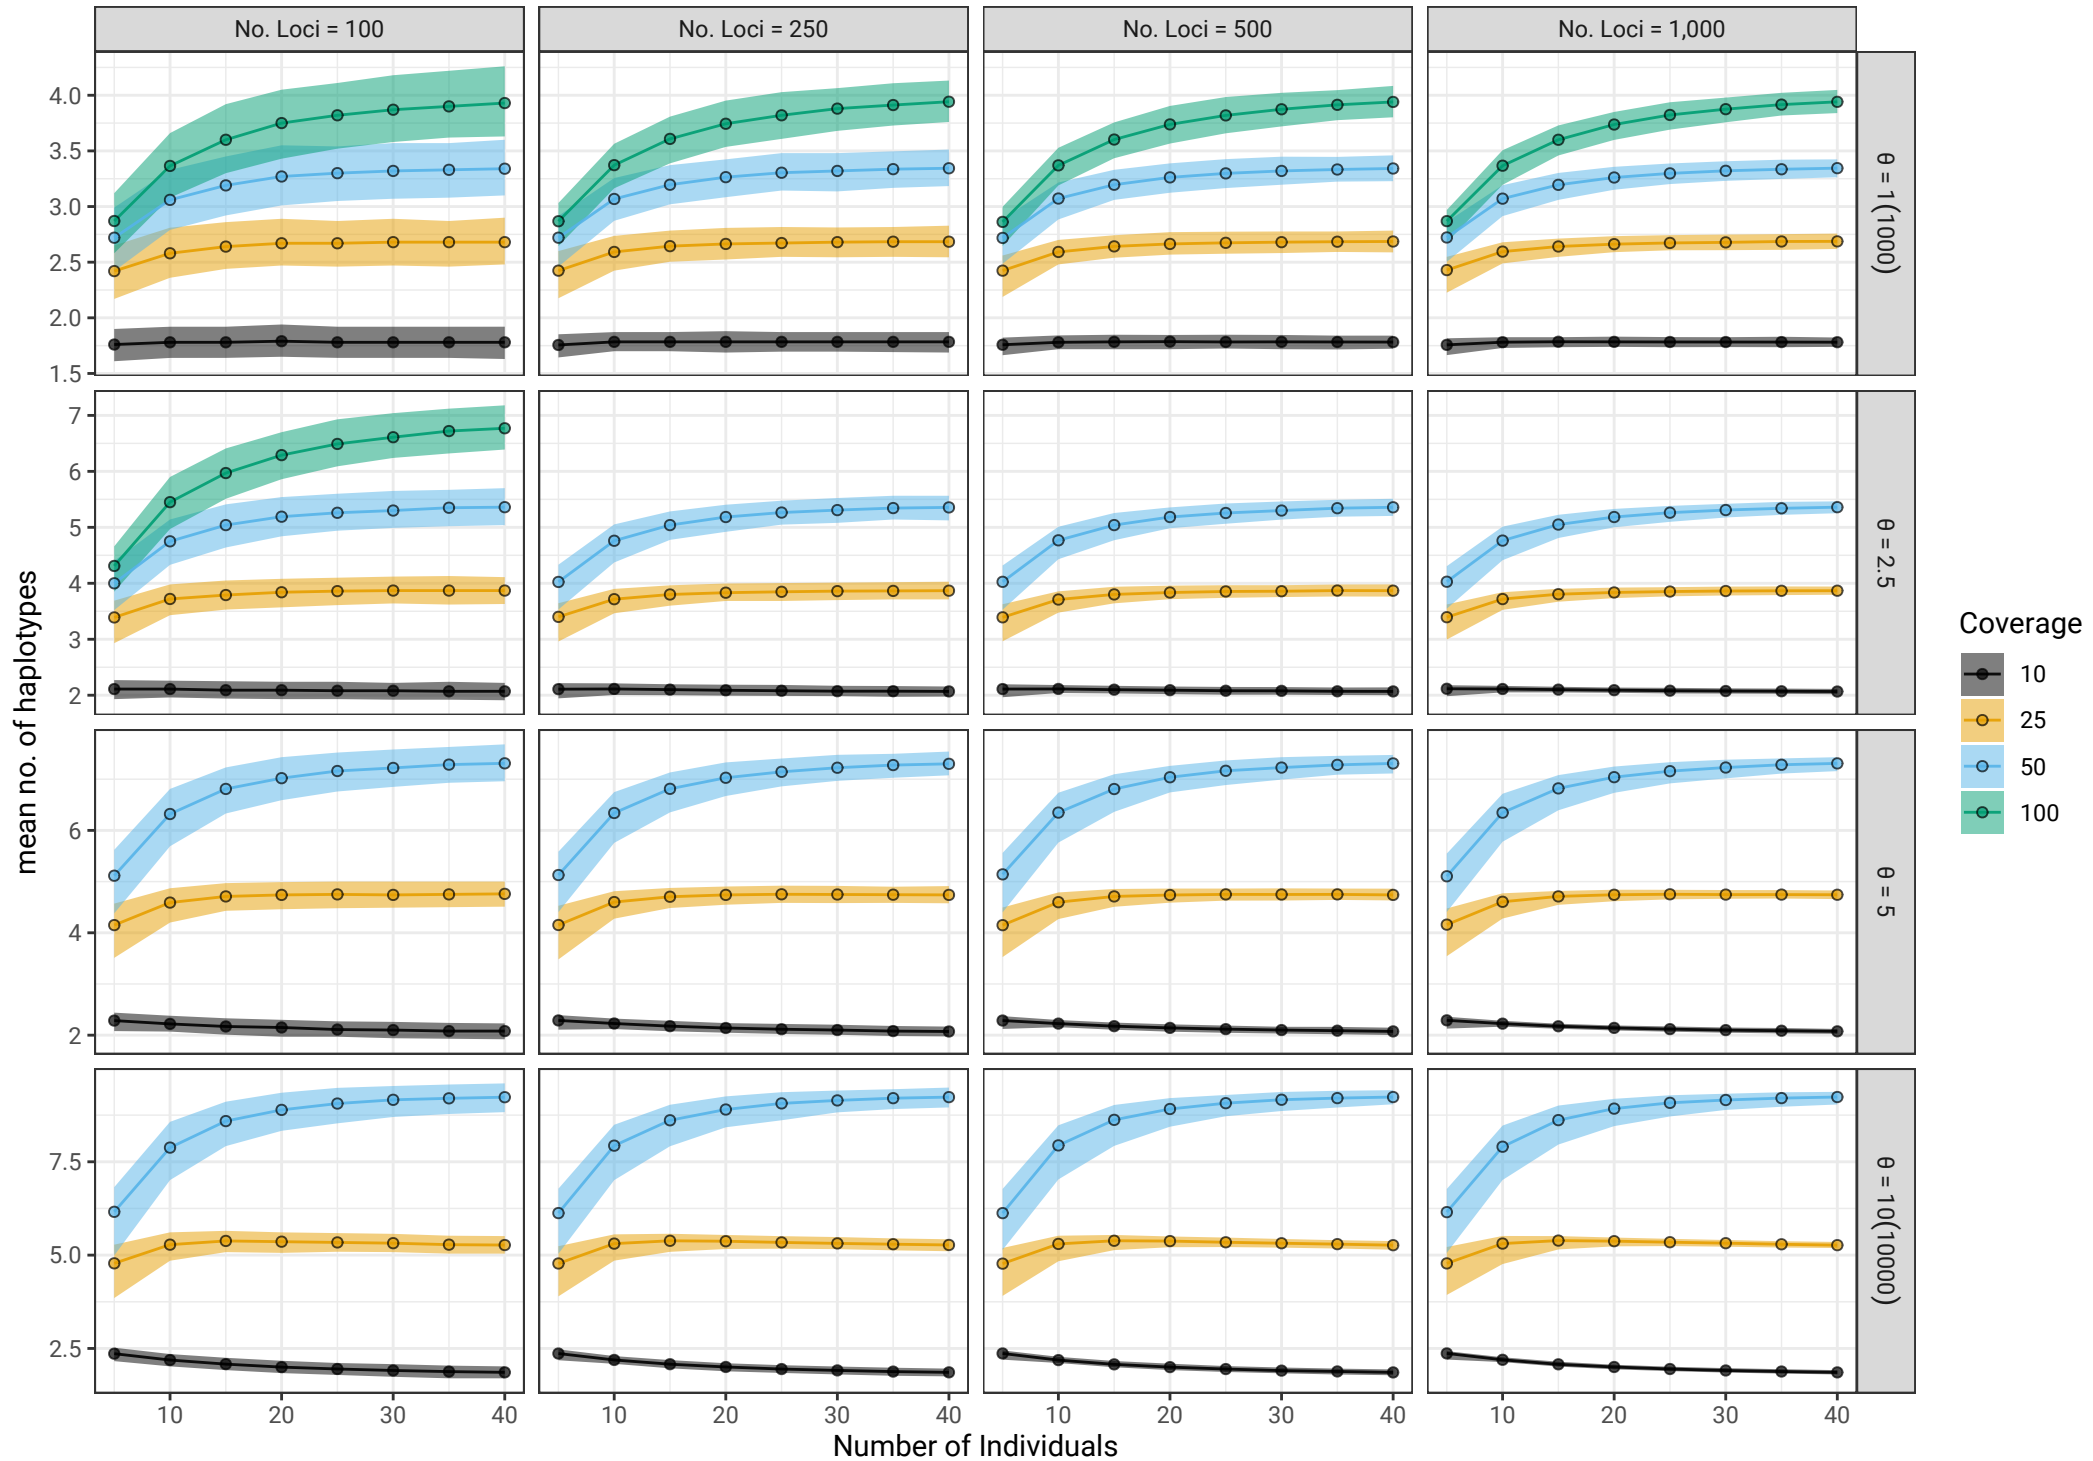 No. Loci = 100
No. Loci = 250
No. Loci = 500
No. Loci = 1,000
4.0
3.5
3.0
2.5
2.0
1.5
θ = 1(1000)
7
6
5
4
3
2
θ = 2.5
6
4
2
θ = 5
7.5
5.0
2.5
θ = 10(10000)
10 20 30 40
10 20 30 40
10 20 30 40
10 20 30 40
Number of Individuals
mean no. of haplotypes
Coverage
10
25
50
100